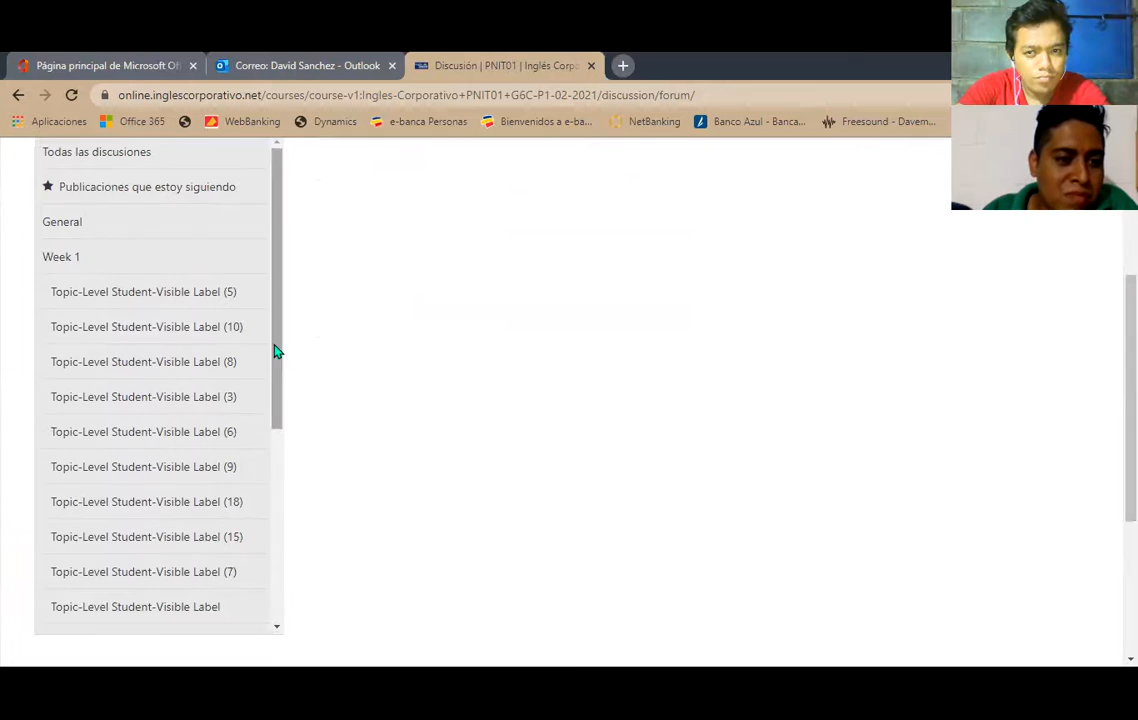 Página principal de Microsoft Of
Correo: David Sanchez - Outlook
Discusión | PNIT01 | Inglés Corpo
online.inglescorporativo.net/courses/course-v1:Ingles-Corporativo+PNIT01+G6C-P1-02-2021/discussion/forum/
Aplicaciones
Office 365
WebBanking
Dynamics
e-banca Personas
Bienvenidos a e-ba...
NetBanking
Banco Azul - Banca...
Freesound - Davem...
Todas las discusiones
Publicaciones que estoy siguiendo
General
Week 1
Topic-Level Student-Visible Label (5)
Topic-Level Student-Visible Label (10)
Topic-Level Student-Visible Label (8)
Topic-Level Student-Visible Label (3)
Topic-Level Student-Visible Label (6)
Topic-Level Student-Visible Label (9)
Topic-Level Student-Visible Label (18)
Topic-Level Student-Visible Label (15)
Topic-Level Student-Visible Label (7)
Topic-Level Student-Visible Label